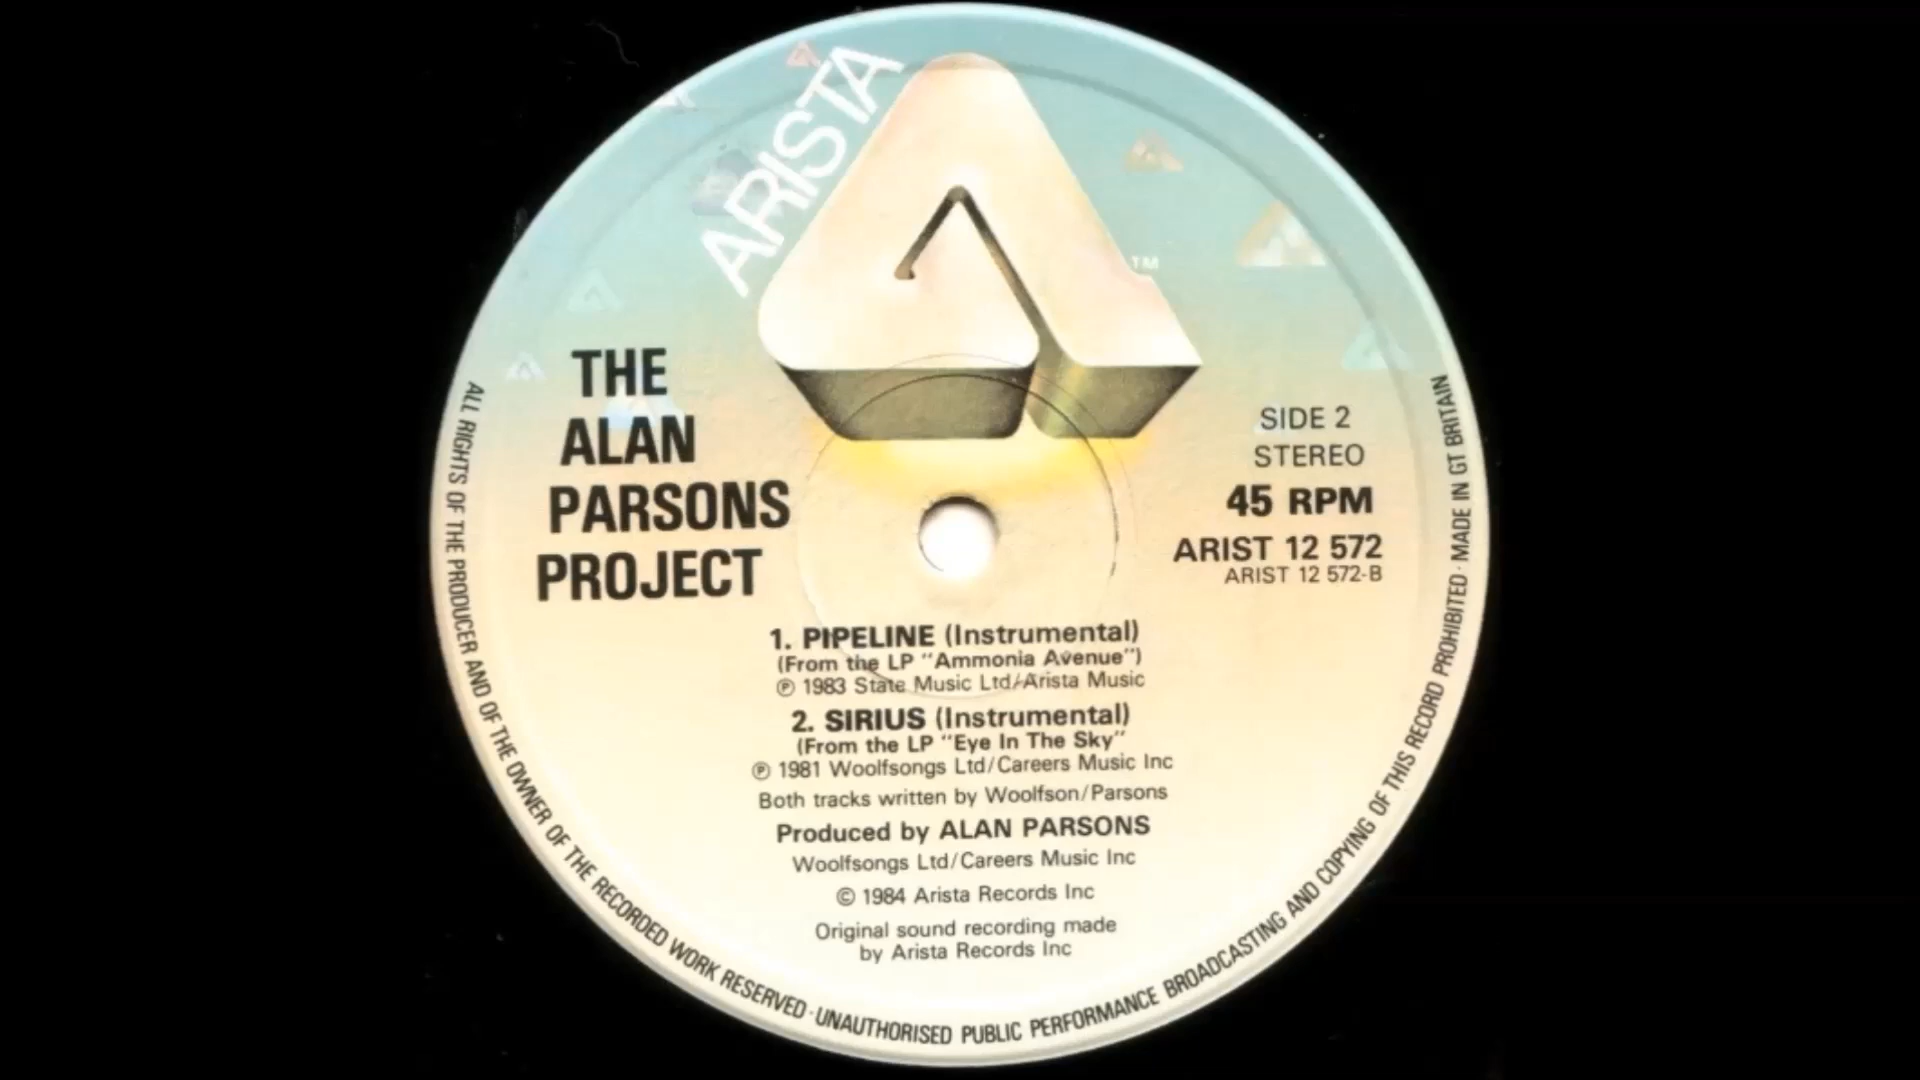 ARISTA
TM
THE
ALAN
PARSONS
PROJECT
SIDE 2
STEREO
45 RPM
ARIST 12 572
ARIST 12 572-B
1. PIPELINE (Instrumental)
(From the LP "Ammonia Avenue")
℗ 1983 State Music Ltd/Arista Music
2. SIRIUS (Instrumental)
(From the LP "Eye In The Sky"
℗ 1981 Woolfsongs Ltd/Careers Music Inc
Both tracks written by Woolfson/Parsons
Produced by ALAN PARSONS
Woolfsongs Ltd/Careers Music Inc
© 1984 Arista Records Inc
Original sound recording made
by Arista Records Inc
ALL RIGHTS OF THE PRODUCER AND OF THE OWNER OF THE RECORDED WORK RESERVED · UNAUTHORISED PUBLIC PERFORMANCE BROADCASTING AND COPYING OF THIS RECORD PROHIBITED · MADE IN GT BRITAIN